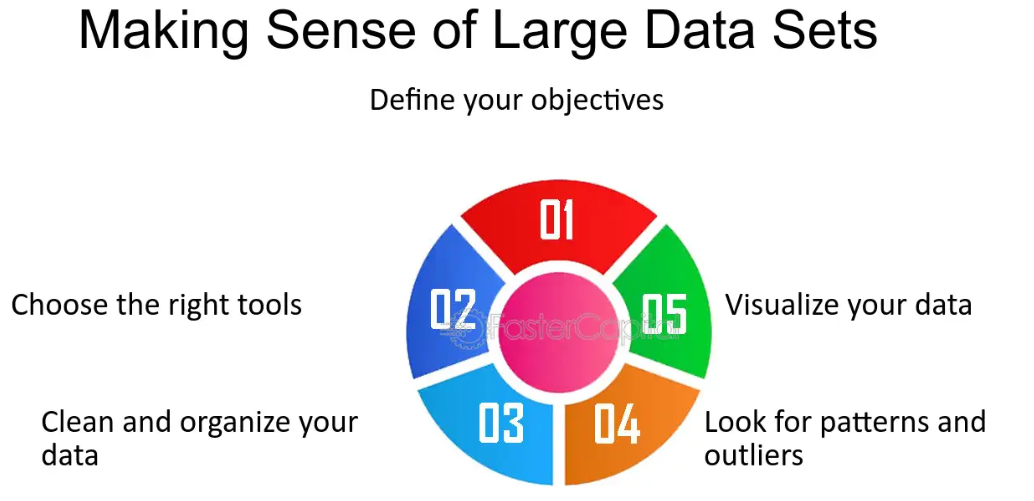 Making Sense of Large Data Sets
Define your objectives
01
02
05
Choose the right tools
Visualize your data
FasterCapital
03
04
Clean and organize your
data
Look for patterns and
outliers